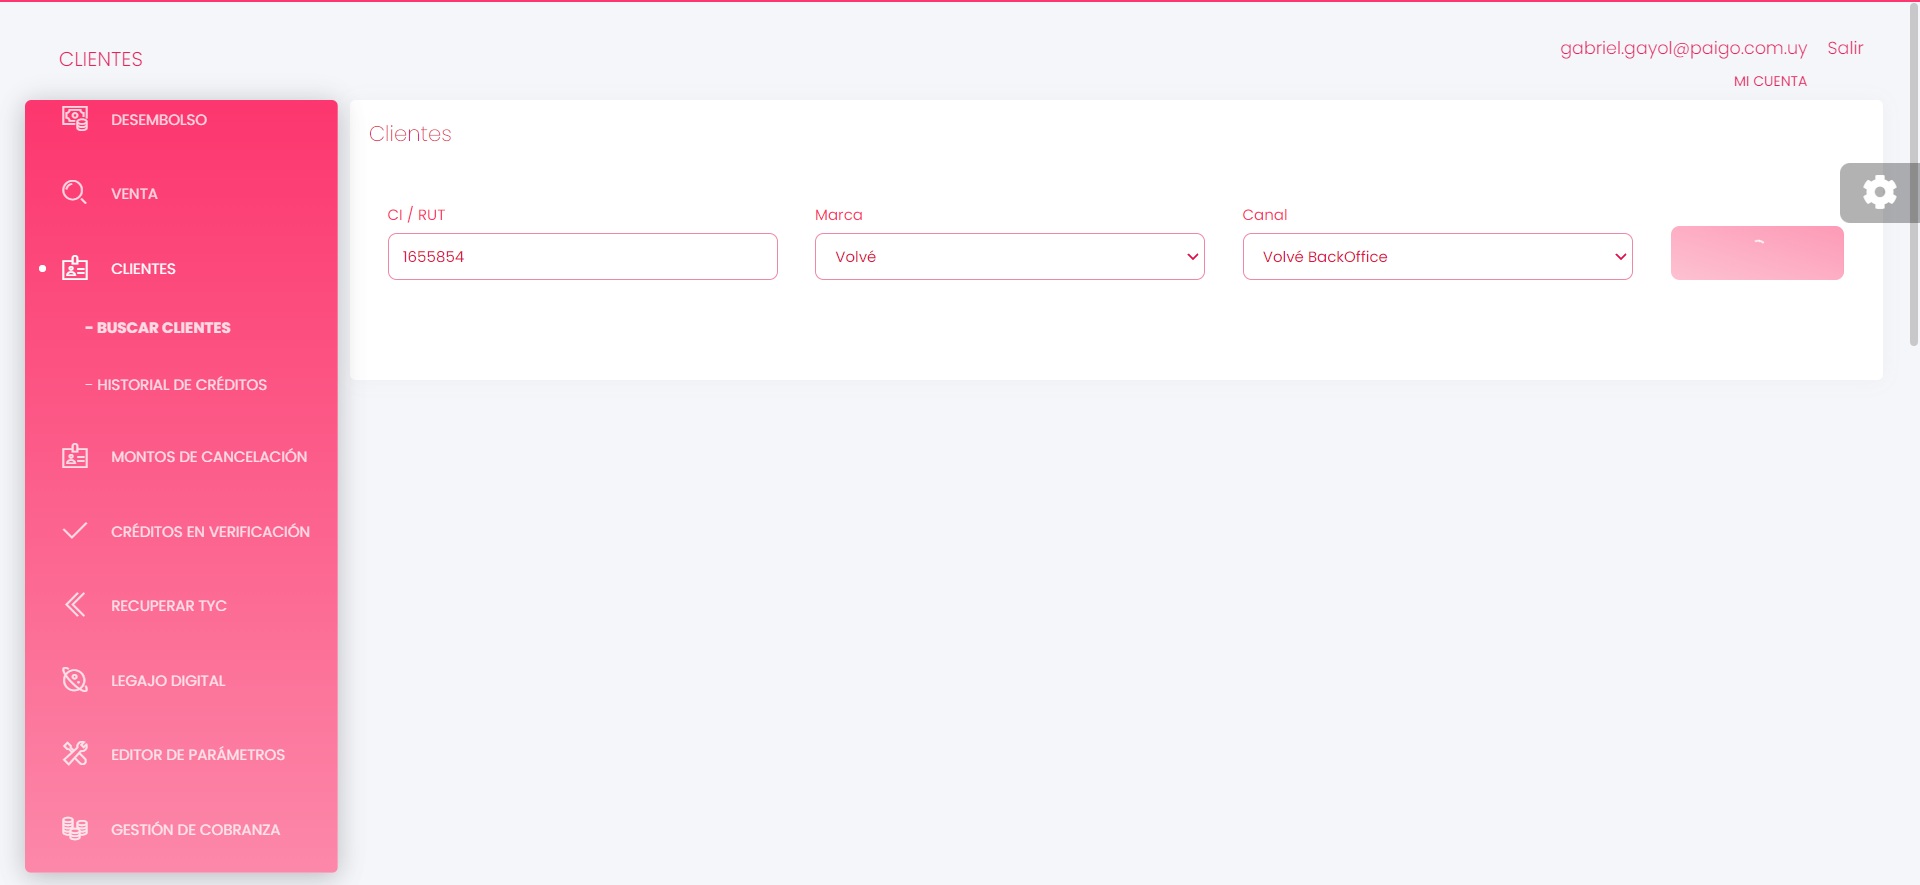 CLIENTES
gabriel.gayol@paigo.com.uy Salir
MI CUENTA
DESEMBOLSO
VENTA
CLIENTES
- BUSCAR CLIENTES
- HISTORIAL DE CRÉDITOS
MONTOS DE CANCELACIÓN
CRÉDITOS EN VERIFICACIÓN
RECUPERAR TYC
LEGAJO DIGITAL
EDITOR DE PARÁMETROS
GESTIÓN DE COBRANZA
Clientes
CI / RUT
1655854
Marca
Volvé
Canal
Volvé BackOffice